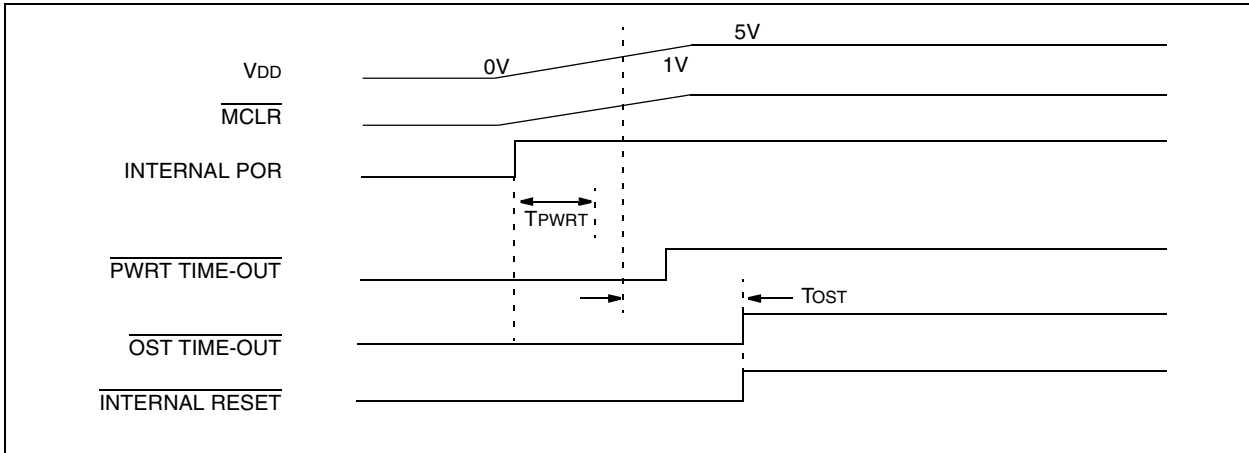 5V
VDD 0V 1V
MCLR
INTERNAL POR
TPWRT
PWRT TIME-OUT
TOST
OST TIME-OUT
INTERNAL RESET